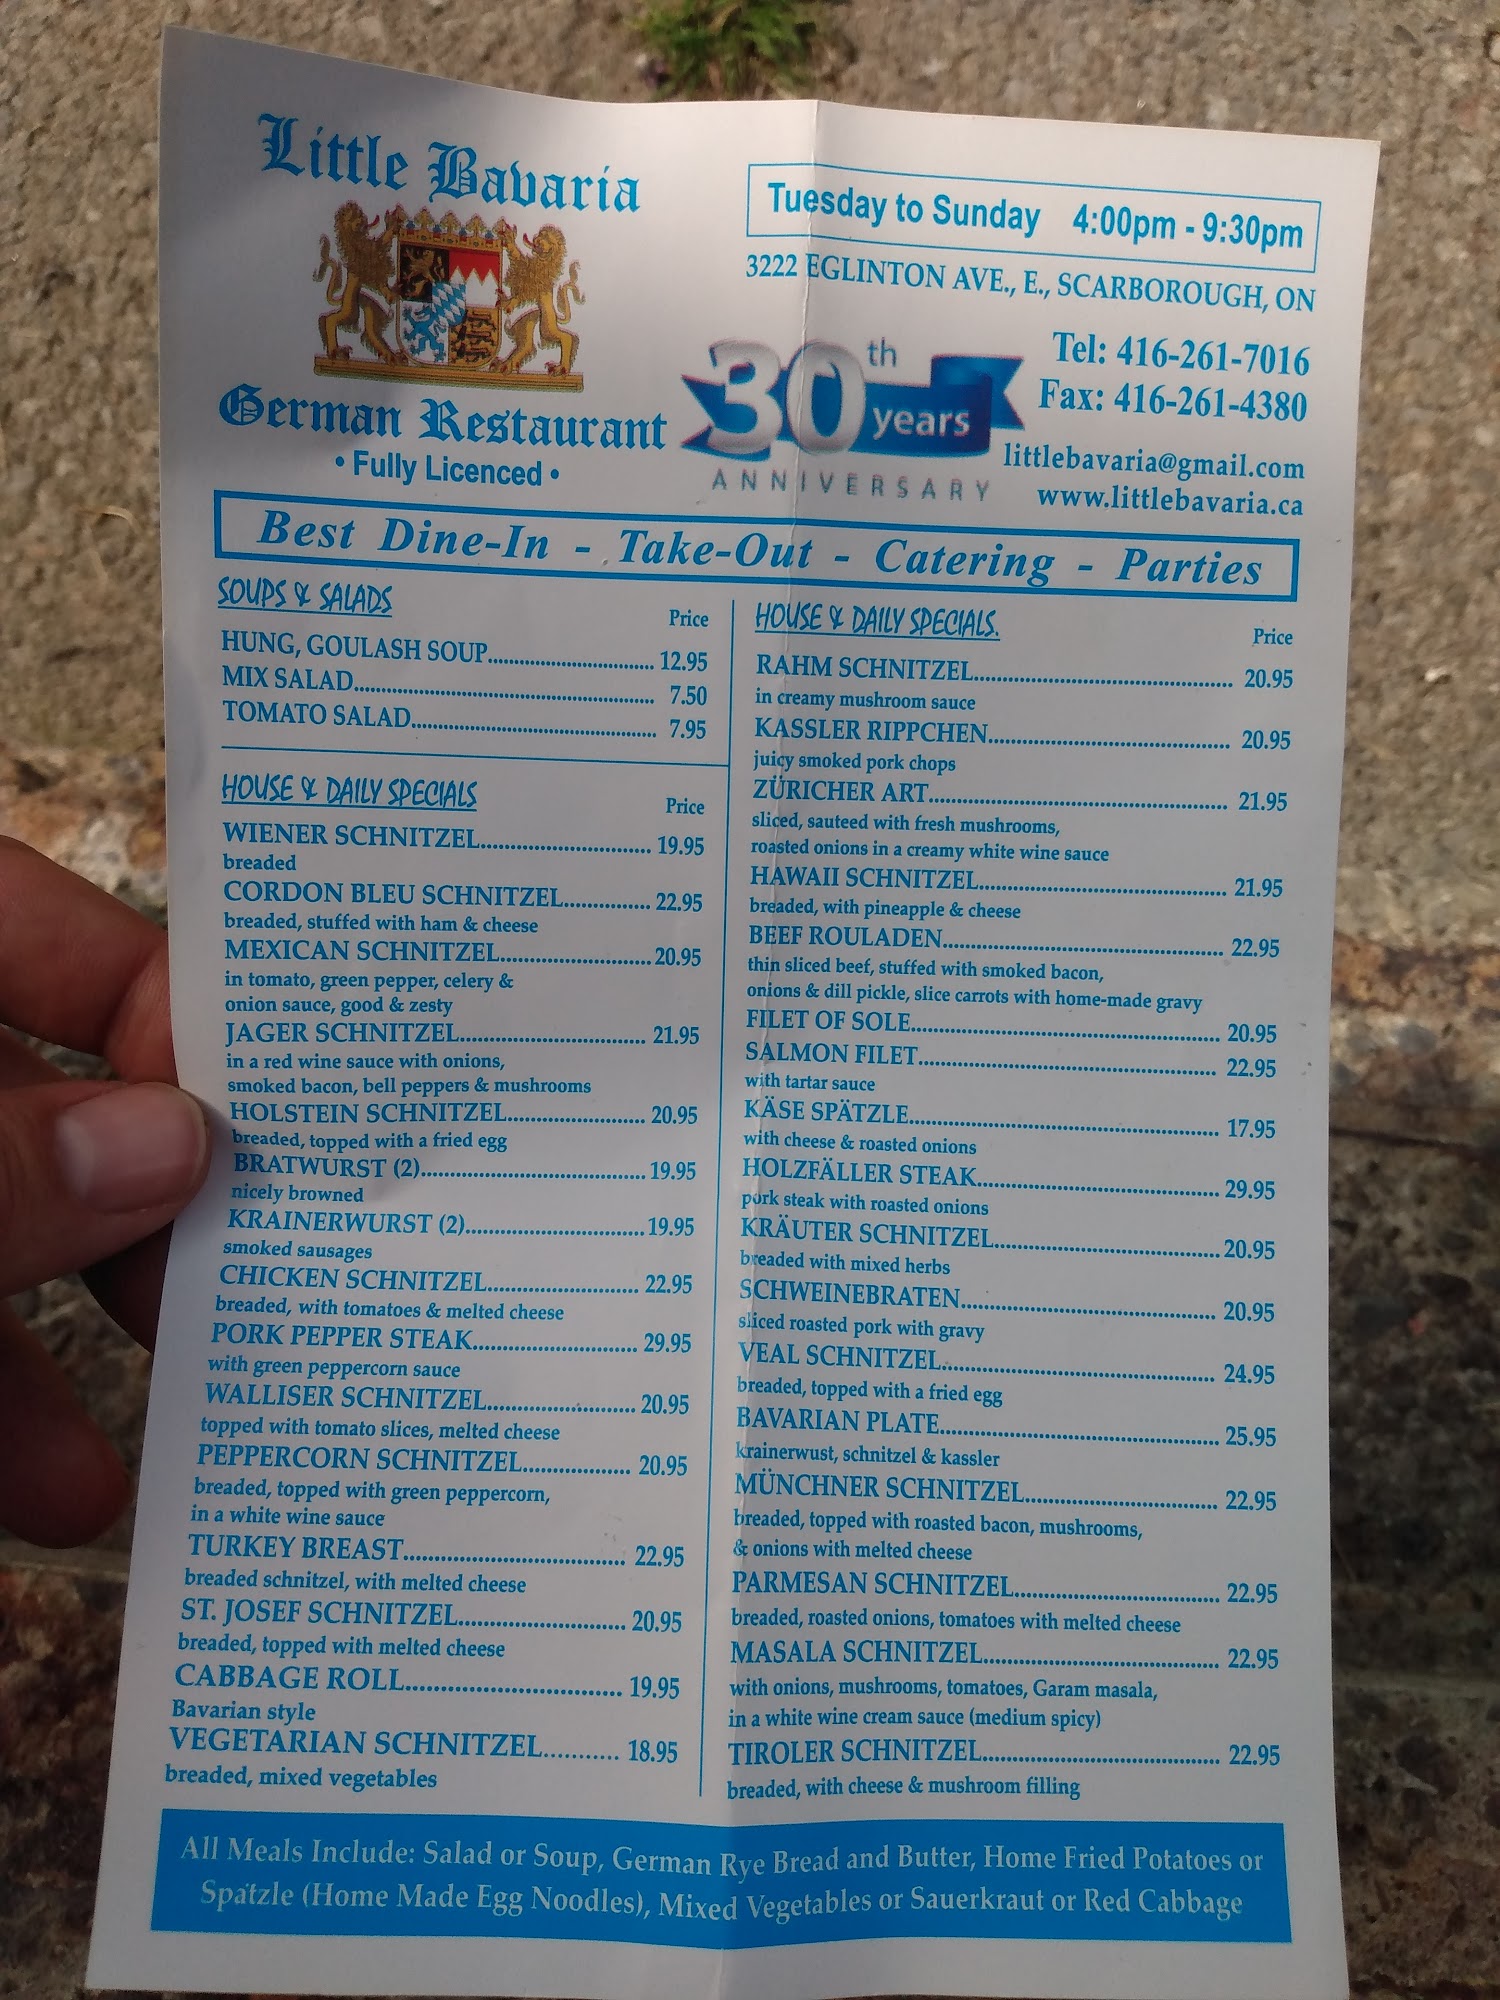 Little Bavaria
German Restaurant
• Fully Licenced •
Tuesday to Sunday 4:00pm - 9:30pm
3222 EGLINTON AVE., E., SCARBOROUGH, ON
30th years
ANNIVERSARY
Tel: 416-261-7016
Fax: 416-261-4380
littlebavaria@gmail.com
www.littlebavaria.ca
Best Dine-In - Take-Out - Catering - Parties
SOUPS & SALADS
Price
HUNG, GOULASH SOUP 12.95
MIX SALAD 7.50
TOMATO SALAD 7.95
HOUSE & DAILY SPECIALS
Price
WIENER SCHNITZEL 19.95
breaded
CORDON BLEU SCHNITZEL 22.95
breaded, stuffed with ham & cheese
MEXICAN SCHNITZEL 20.95
in tomato, green pepper, celery &
onion sauce, good & zesty
JAGER SCHNITZEL 21.95
in a red wine sauce with onions,
smoked bacon, bell peppers & mushrooms
HOLSTEIN SCHNITZEL 20.95
breaded, topped with a fried egg
BRATWURST (2) 19.95
nicely browned
KRAINERWURST (2) 19.95
smoked sausages
CHICKEN SCHNITZEL 22.95
breaded, with tomatoes & melted cheese
PORK PEPPER STEAK 29.95
with green peppercorn sauce
WALLISER SCHNITZEL 20.95
topped with tomato slices, melted cheese
PEPPERCORN SCHNITZEL 20.95
breaded, topped with green peppercorn,
in a white wine sauce
TURKEY BREAST 22.95
breaded schnitzel, with melted cheese
ST. JOSEF SCHNITZEL 20.95
breaded, topped with melted cheese
CABBAGE ROLL 19.95
Bavarian style
VEGETARIAN SCHNITZEL 18.95
breaded, mixed vegetables
HOUSE & DAILY SPECIALS.
Price
RAHM SCHNITZEL 20.95
in creamy mushroom sauce
KASSLER RIPPCHEN 20.95
juicy smoked pork chops
ZÜRICHER ART 21.95
sliced, sauteed with fresh mushrooms,
roasted onions in a creamy white wine sauce
HAWAII SCHNITZEL 21.95
breaded, with pineapple & cheese
BEEF ROULADEN 22.95
thin sliced beef, stuffed with smoked bacon,
onions & dill pickle, slice carrots with home-made gravy
FILET OF SOLE 20.95
SALMON FILET 22.95
with tartar sauce
KÄSE SPÄTZLE 17.95
with cheese & roasted onions
HOLZFÄLLER STEAK 29.95
pork steak with roasted onions
KRÄUTER SCHNITZEL 20.95
breaded with mixed herbs
SCHWEINEBRATEN 20.95
sliced roasted pork with gravy
VEAL SCHNITZEL 24.95
breaded, topped with a fried egg
BAVARIAN PLATE 25.95
krainerwust, schnitzel & kassler
MÜNCHNER SCHNITZEL 22.95
breaded, topped with roasted bacon, mushrooms,
& onions with melted cheese
PARMESAN SCHNITZEL 22.95
breaded, roasted onions, tomatoes with melted cheese
MASALA SCHNITZEL 22.95
with onions, mushrooms, tomatoes, Garam masala,
in a white wine cream sauce (medium spicy)
TIROLER SCHNITZEL 22.95
breaded, with cheese & mushroom filling
All Meals Include: Salad or Soup, German Rye Bread and Butter, Home Fried Potatoes or
Spätzle (Home Made Egg Noodles), Mixed Vegetables or Sauerkraut or Red Cabbage